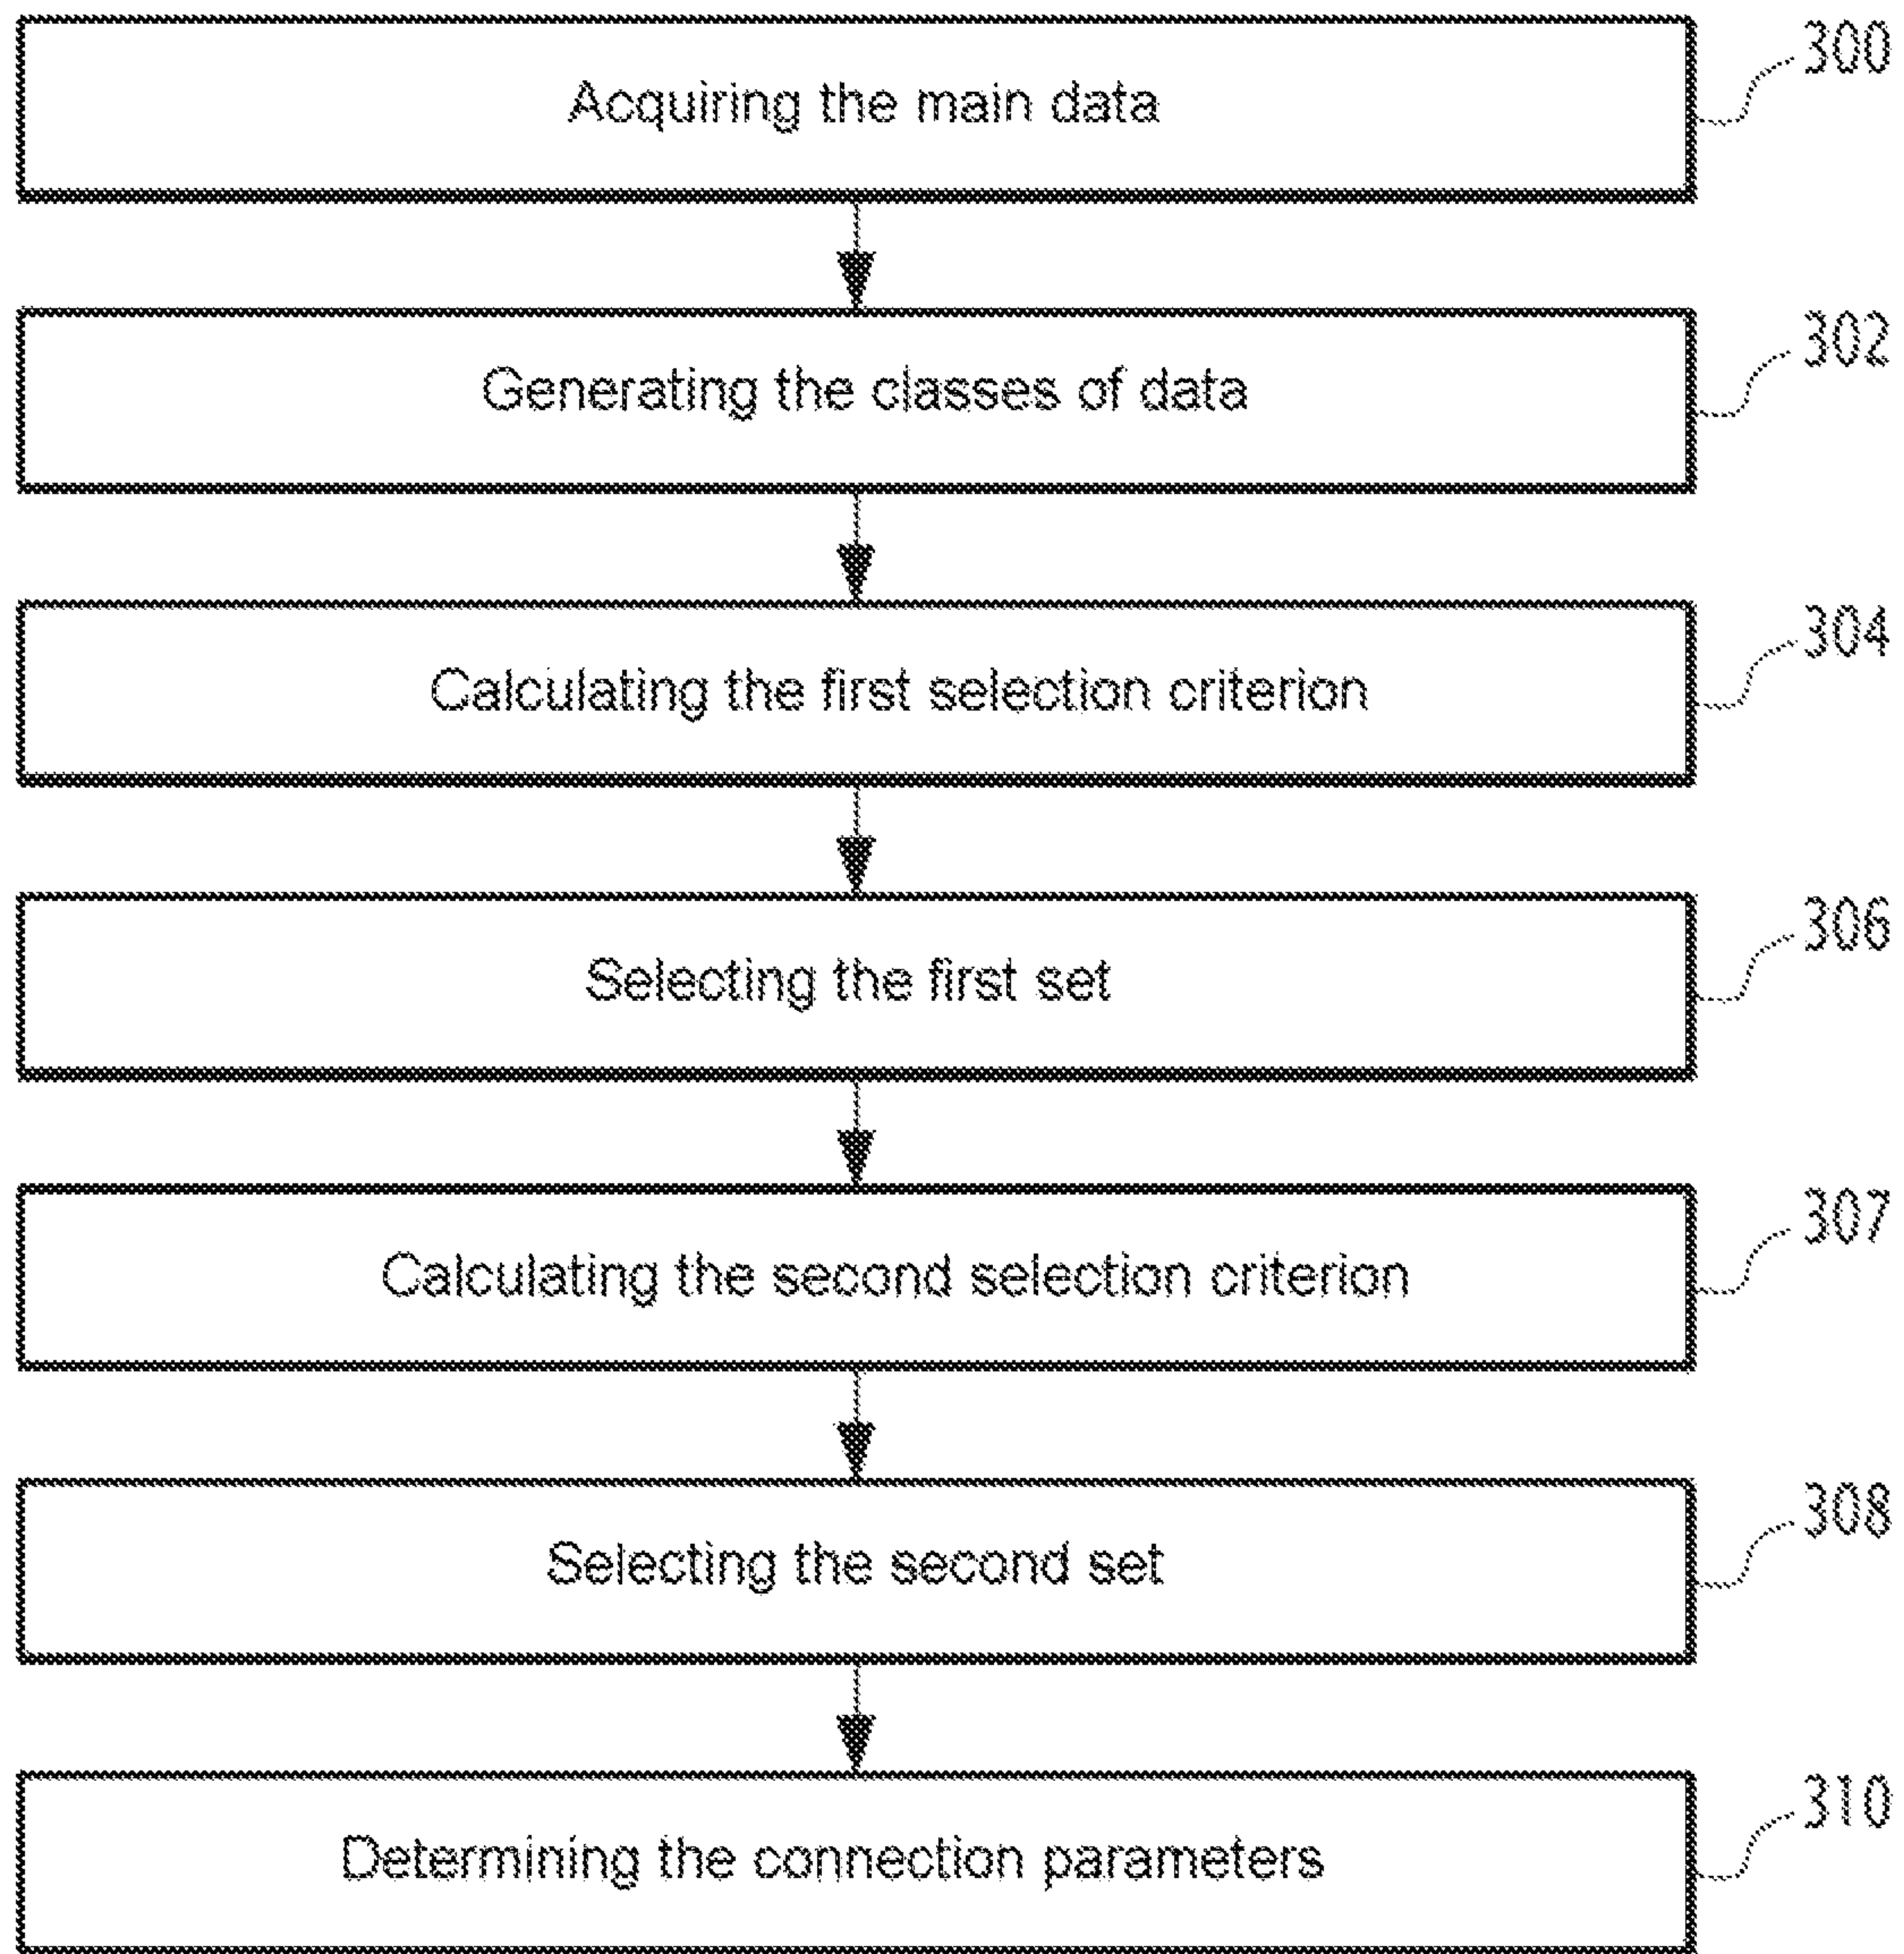 Acquiring the main data
300
Generating the classes of data
302
Calculating the first selection criterion
304
Selecting the first set
306
Calculating the second selection criterion
307
Selecting the second set
308
Determining the connection parameters
310